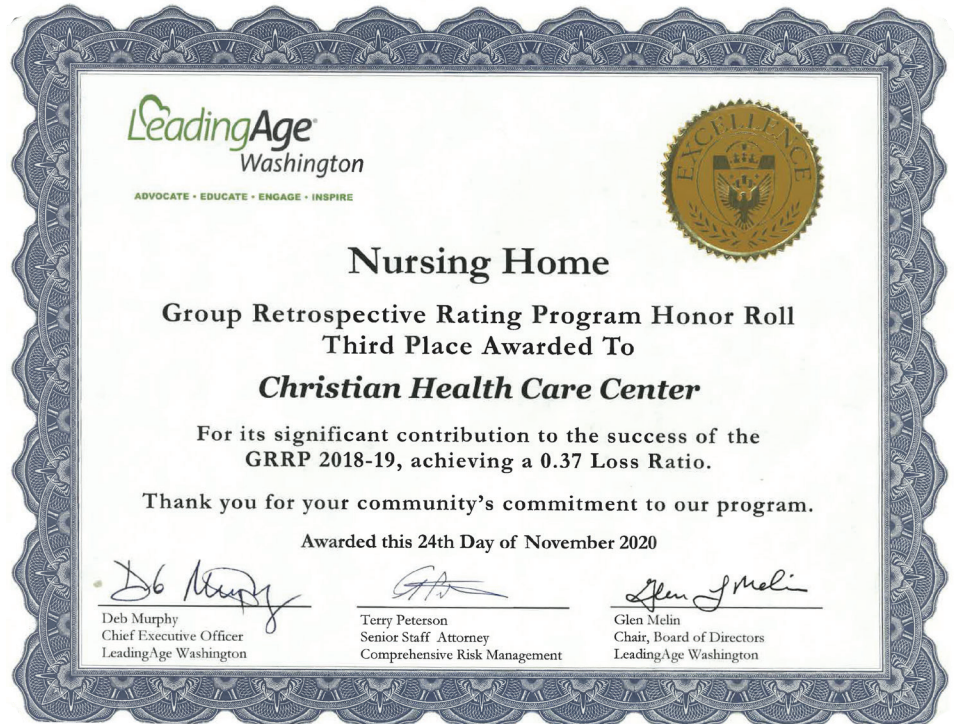 LeadingAge®
Washington
ADVOCATE • EDUCATE • ENGAGE • INSPIRE
EXCELLENCE
Nursing Home
Group Retrospective Rating Program Honor Roll
Third Place Awarded To
Christian Health Care Center
For its significant contribution to the success of the
GRRP 2018-19, achieving a 0.37 Loss Ratio.
Thank you for your community's commitment to our program.
Awarded this 24th Day of November 2020
Deb Murphy
Glen J Melin
Deb Murphy
Chief Executive Officer
LeadingAge Washington
Terry Peterson
Senior Staff Attorney
Comprehensive Risk Management
Glen Melin
Chair, Board of Directors
LeadingAge Washington